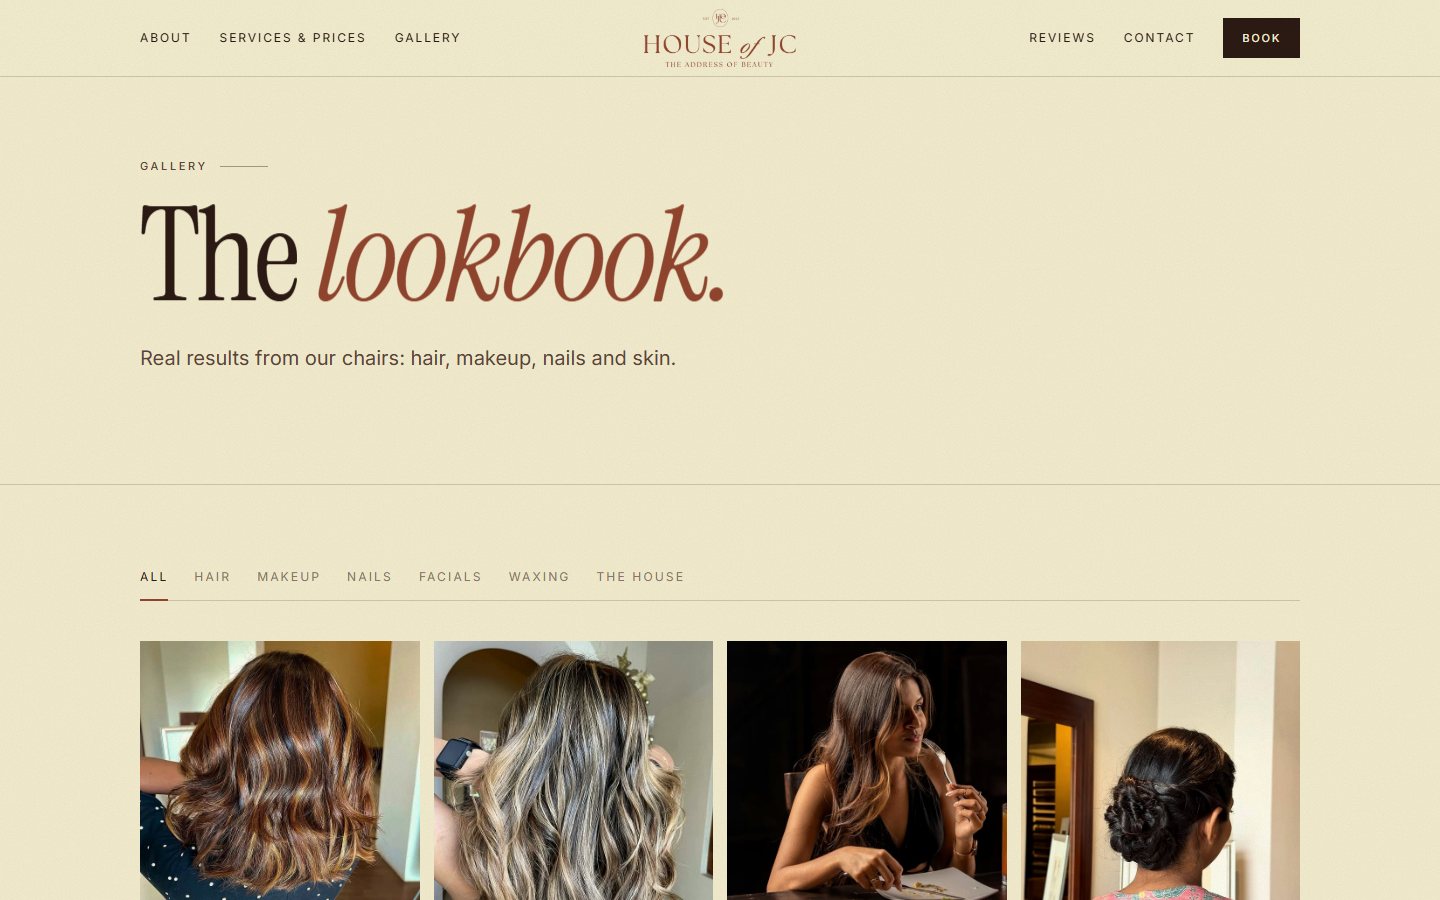 ABOUT SERVICES & PRICES GALLERY
HOUSE of JC
THE ADDRESS OF BEAUTY
REVIEWS CONTACT BOOK
GALLERY
The lookbook.
Real results from our chairs: hair, makeup, nails and skin.
ALL HAIR MAKEUP NAILS FACIALS WAXING THE HOUSE